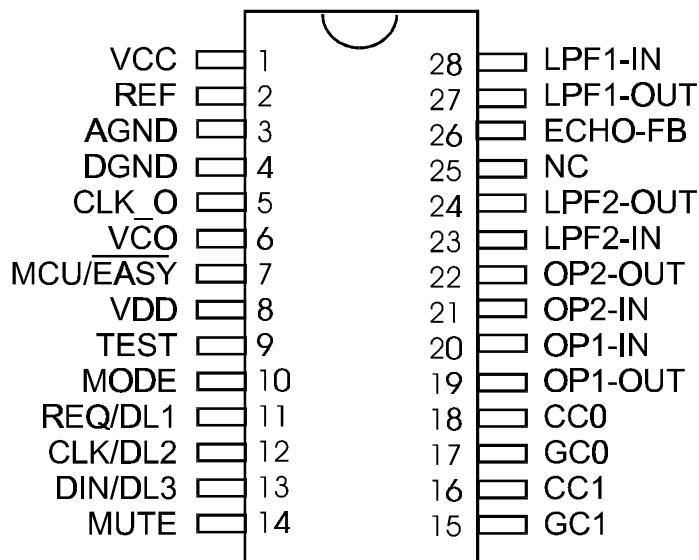 VCC 1 28 LPF1-IN
REF 2 27 LPF1-OUT
AGND 3 26 ECHO-FB
DGND 4 25 NC
CLK_O 5 24 LPF2-OUT
VCO 6 23 LPF2-IN
MCU/EASY 7 22 OP2-OUT
VDD 8 21 OP2-IN
TEST 9 20 OP1-IN
MODE 10 19 OP1-OUT
REQ/DL1 11 18 CC0
CLK/DL2 12 17 GC0
DIN/DL3 13 16 CC1
MUTE 14 15 GC1